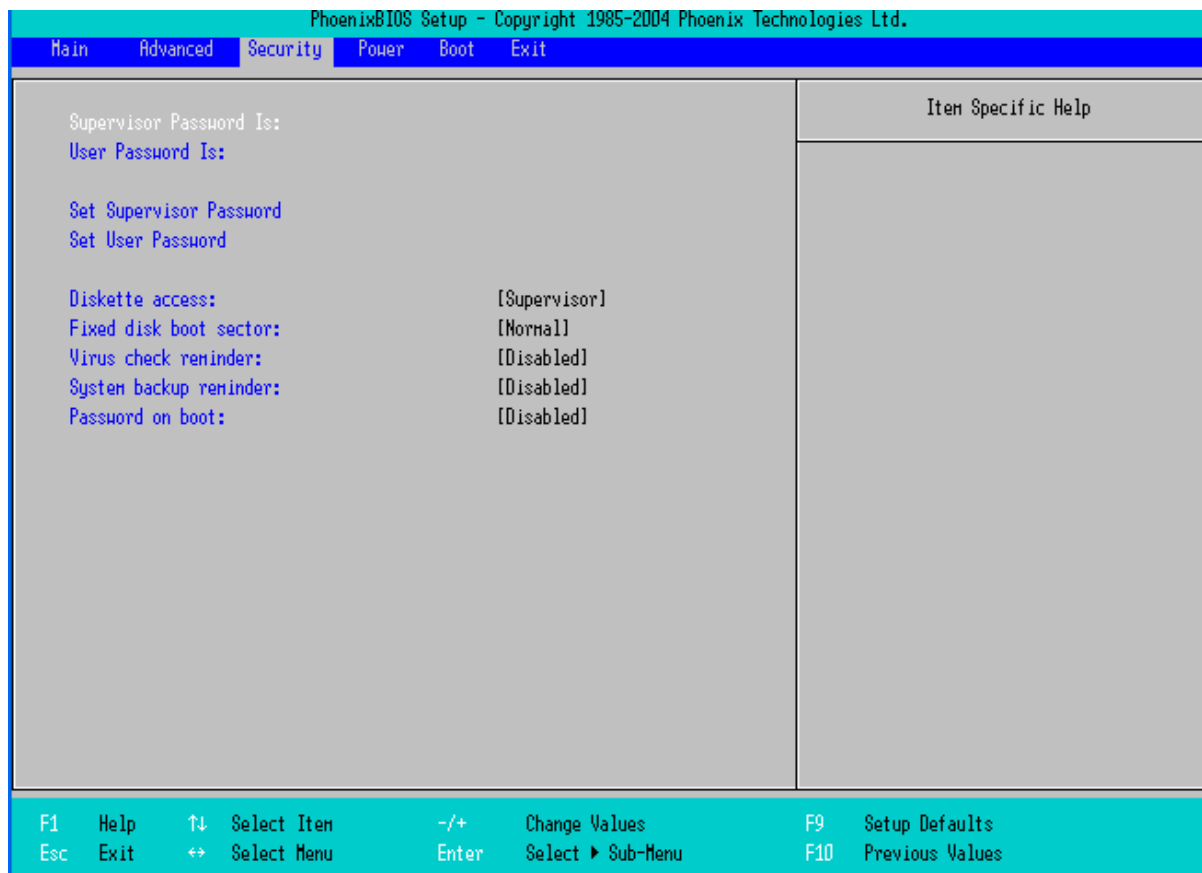 PhoenixBIOS Setup - Copyright 1985-2004 Phoenix Technologies Ltd.
Main Advanced Security Power Boot Exit
Item Specific Help
Supervisor Password Is:
User Password Is:
Set Supervisor Password
Set User Password
Diskette access: [Supervisor]
Fixed disk boot sector: [Normal]
Virus check reminder: [Disabled]
System backup reminder: [Disabled]
Password on boot: [Disabled]
F1 Help ↑↓ Select Item -/+ Change Values F9 Setup Defaults
Esc Exit ↔ Select Menu Enter Select ▶ Sub-Menu F10 Previous Values